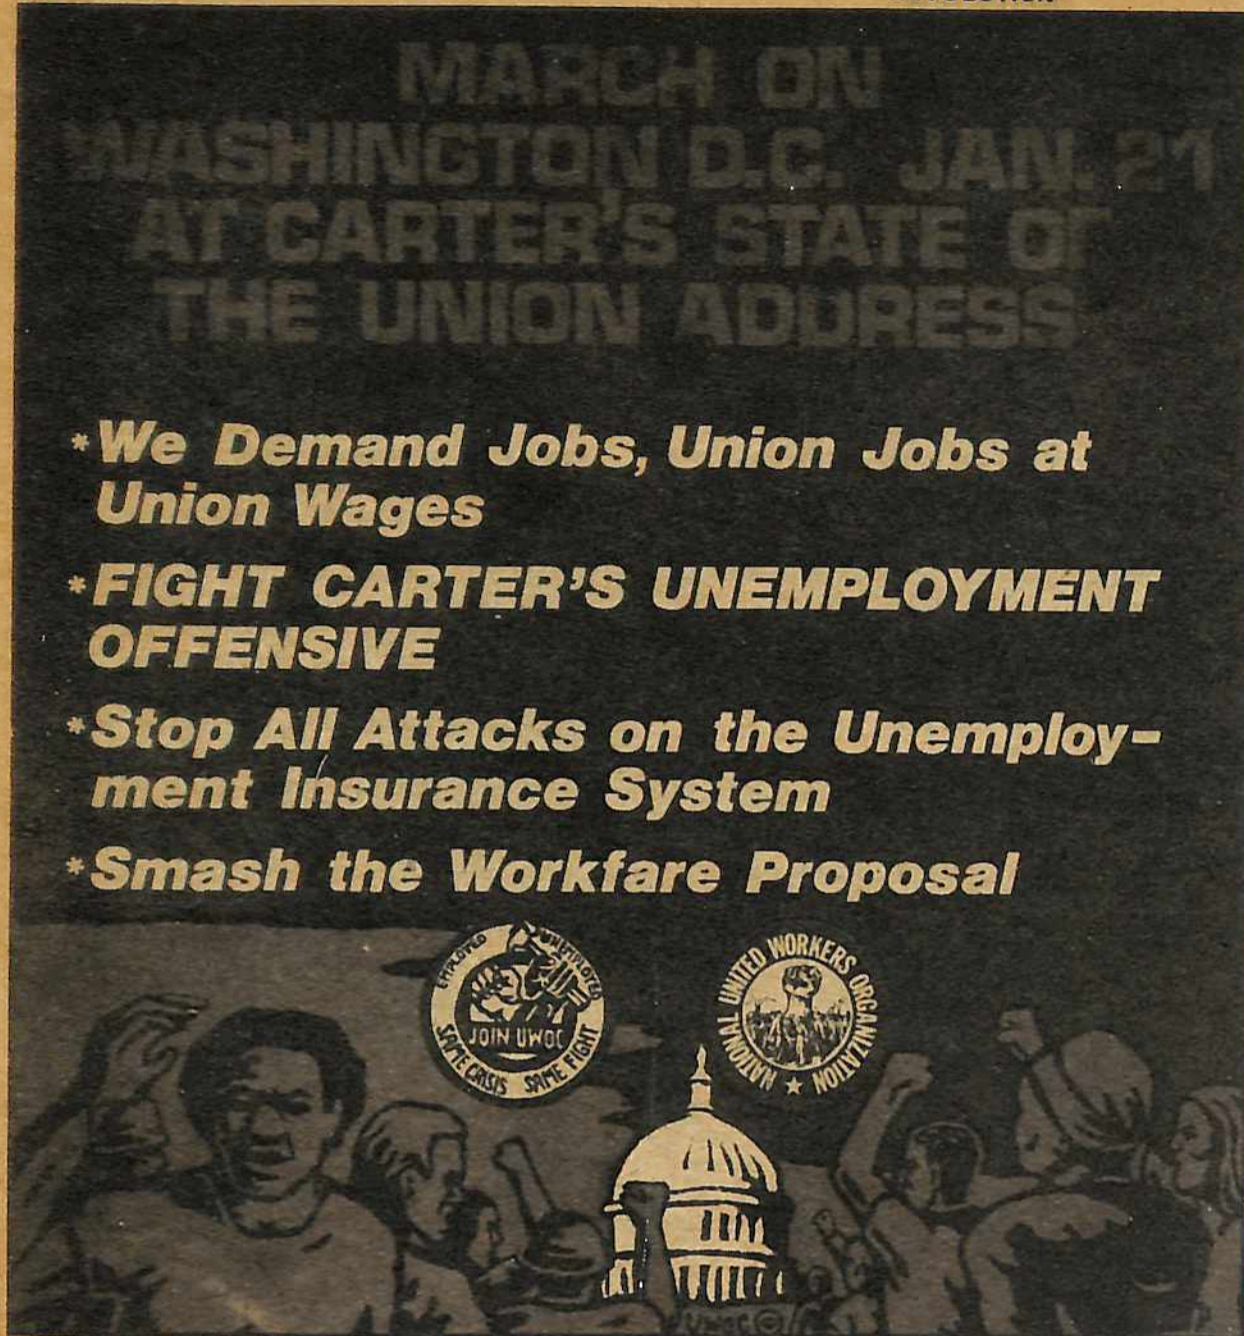 MARCH ON
WASHINGTON D.C. JAN. 21
AT CARTER'S STATE OF
THE UNION ADDRESS
*We Demand Jobs, Union Jobs at
Union Wages
*FIGHT CARTER'S UNEMPLOYMENT
OFFENSIVE
*Stop All Attacks on the Unemploy-
ment Insurance System
*Smash the Workfare Proposal
EMPLOYED UNEMPLOYED
JOIN UWOC
SAME CRISIS SAME FIGHT
NATIONAL UNITED WORKERS ORGANIZATION
UWOC ©